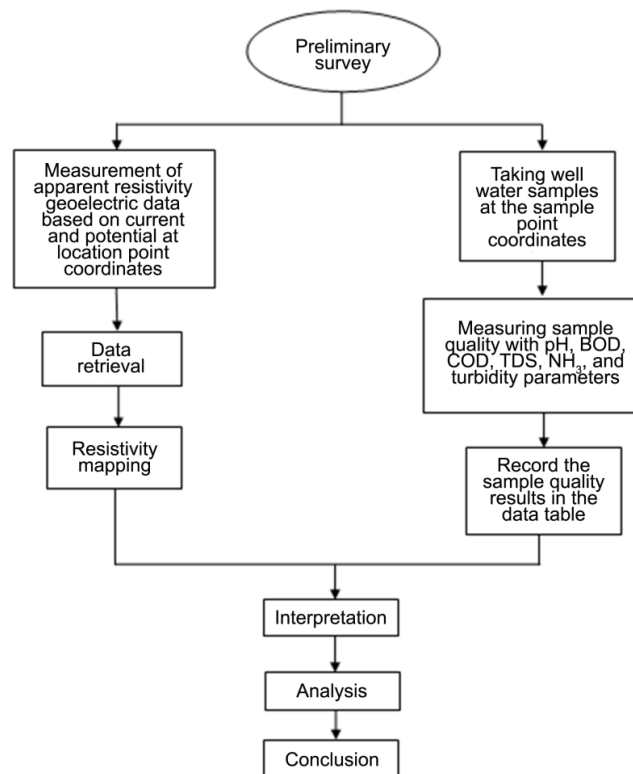 Preliminary
survey
Measurement of
apparent resistivity
geoelectric data
based on current
and potential at
location point
coordinates
Data
retrieval
Resistivity
mapping
Taking well
water samples
at the sample
point
coordinates
Measuring sample
quality with pH, BOD,
COD, TDS, NH₃, and
turbidity parameters
Record the
sample quality
results in the
data table
Interpretation
Analysis
Conclusion